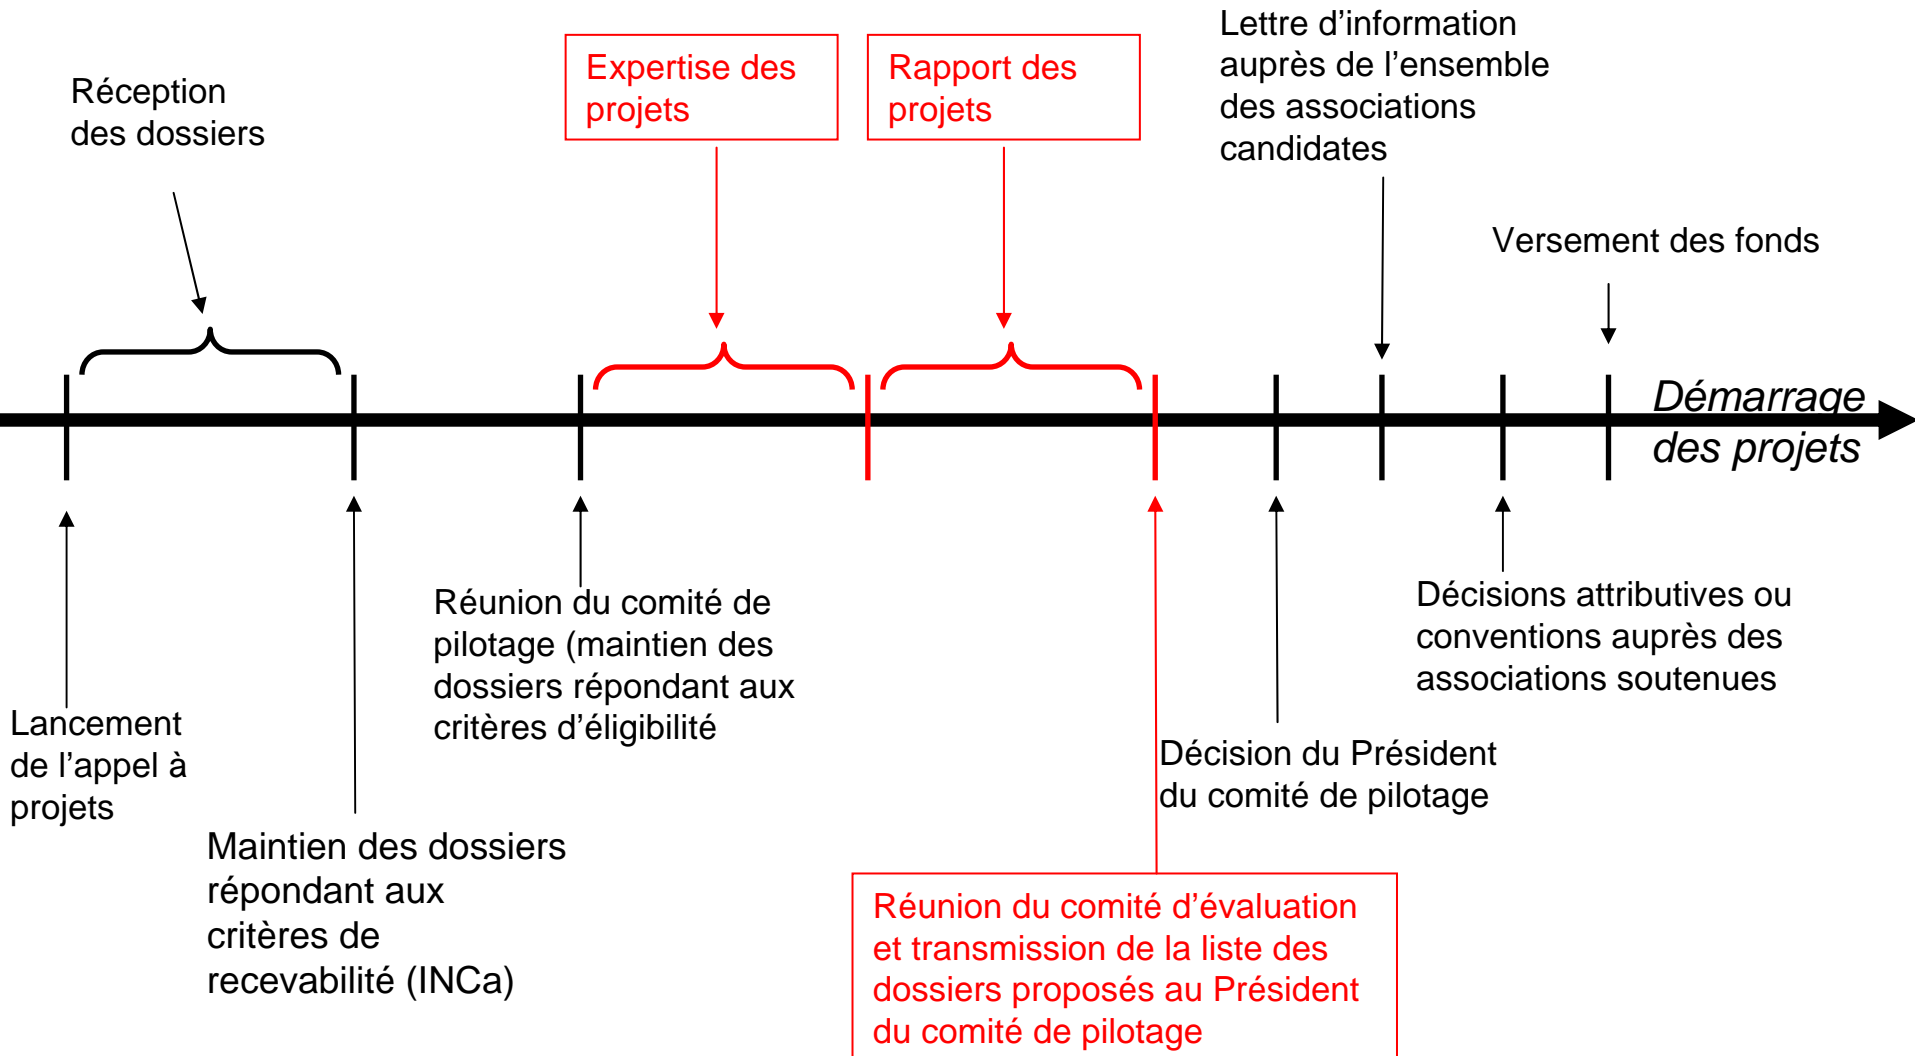 Réception
des dossiers
Expertise des
projets
Rapport des
projets
Lettre d’information
auprès de l’ensemble
des associations
candidates
Versement des fonds
Démarrage
des projets
Lancement
de l’appel à
projets
Maintien des dossiers
répondant aux
critères de
recevabilité (INCa)
Réunion du comité de
pilotage (maintien des
dossiers répondant aux
critères d’éligibilité
Réunion du comité d’évaluation
et transmission de la liste des
dossiers proposés au Président
du comité de pilotage
Décision du Président
du comité de pilotage
Décisions attributives ou
conventions auprès des
associations soutenues